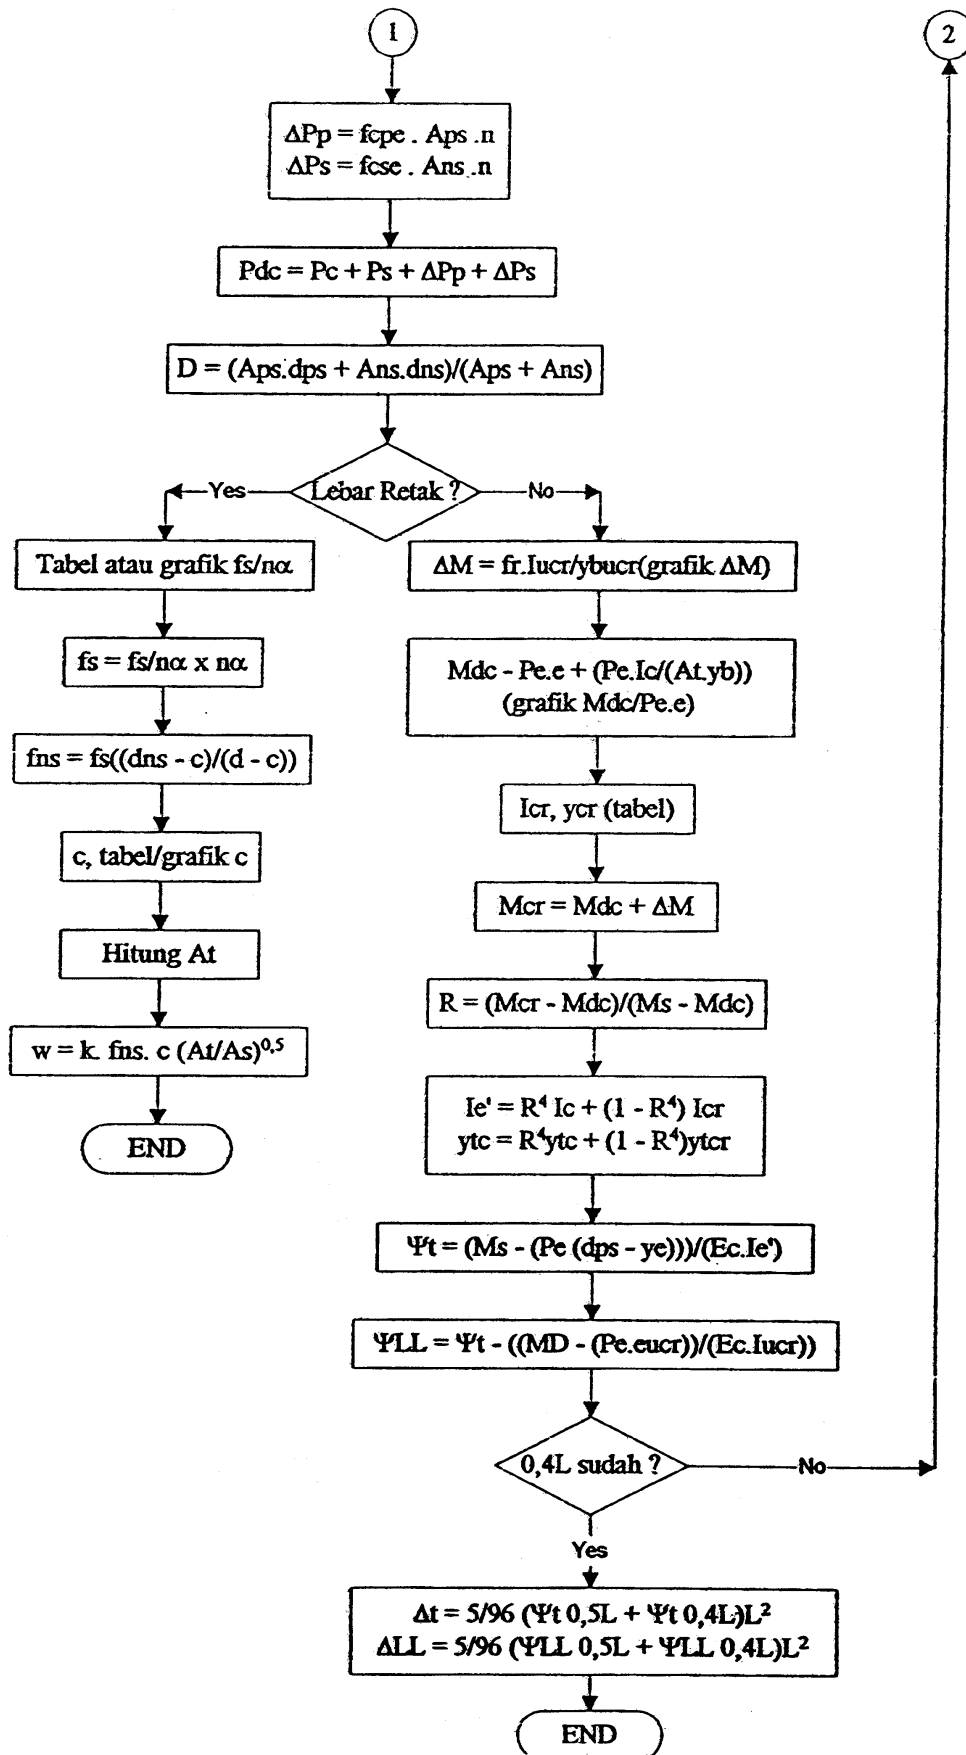 1
2
ΔPp = fcpe . Aps .n
ΔPs = fcse . Ans .n
Pdc = Pc + Ps + ΔPp + ΔPs
D = (Aps.dps + Ans.dns)/(Aps + Ans)
Lebar Retak ?
Yes
No
Tabel atau grafik fs/nα
fs = fs/nα x nα
fns = fs((dns - c)/(d - c))
c, tabel/grafik c
Hitung At
w = k. fns. c (At/As)^0,5
END
ΔM = fr.Iucr/ybucr(grafik ΔM)
Mdc - Pe.e + (Pe.Ic/(At.yb))
(grafik Mdc/Pe.e)
Icr, ycr (tabel)
Mcr = Mdc + ΔM
R = (Mcr - Mdc)/(Ms - Mdc)
Ie' = R⁴ Ic + (1 - R⁴) Icr
ytc = R⁴ytc + (1 - R⁴)ytcr
Ψt = (Ms - (Pe (dps - ye)))/(Ec.Ie')
ΨLL = Ψt - ((MD - (Pe.eucr))/(Ec.Iucr))
0,4L sudah ?
No
Yes
Δt = 5/96 (Ψt 0,5L + Ψt 0,4L)L²
ΔLL = 5/96 (ΨLL 0,5L + ΨLL 0,4L)L²
END